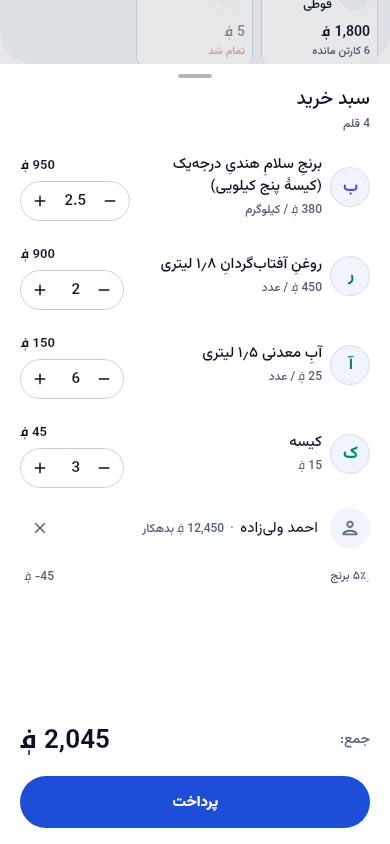 قوطی
1,800 ؋
5 ؋
6 کارتن مانده
تمام شد
سبد خرید
4 قلم
ب
برنجِ سلامِ هندیِ درجه‌یک
(کیسهٔ پنج کیلویی)
380 ؋ / کیلوگرم
950 ؋
− 2.5 +
ر
روغنِ آفتاب‌گردانِ ۱٫۸ لیتری
450 ؋ / عدد
900 ؋
− 2 +
آ
آبِ معدنی ۱٫۵ لیتری
25 ؋ / عدد
150 ؋
− 6 +
ک
کیسه
15 ؋
45 ؋
− 3 +
احمد ولی‌زاده · 12,450 ؋ بدهکار
۵٪ برنج
-45 ؋
جمع:
2,045 ؋
پرداخت